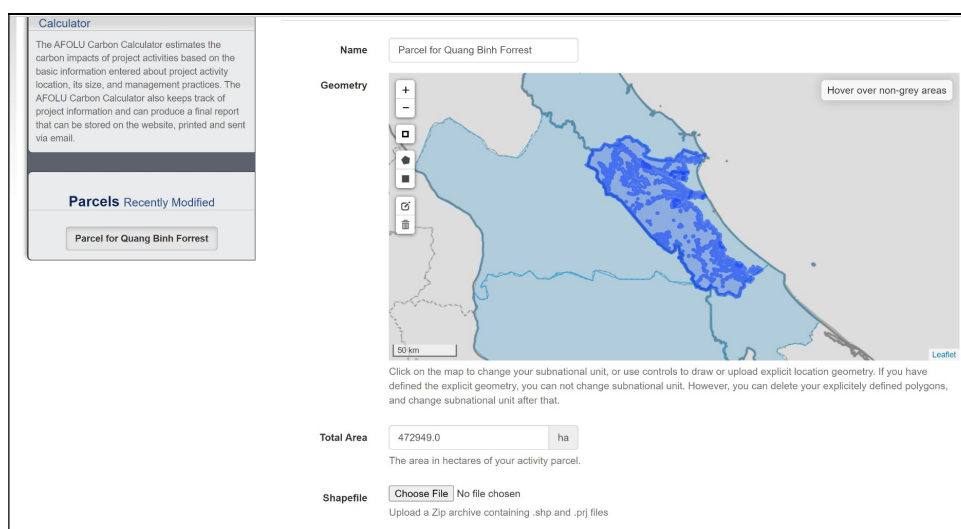 Calculator
The AFOLU Carbon Calculator estimates the
carbon impacts of project activities based on the
basic information entered about project activity
location, its size, and management practices. The
AFOLU Carbon Calculator also keeps track of
project information and can produce a final report
that can be stored on the website, printed and sent
via email.
Parcels Recently Modified
Parcel for Quang Binh Forrest
Name
Parcel for Quang Binh Forrest
Geometry
+
−
Hover over non-grey areas
50 km
Leaflet
Click on the map to change your subnational unit, or use controls to draw or upload explicit location geometry. If you have
defined the explicit geometry, you can not change subnational unit. However, you can delete your explicitely defined polygons,
and change subnational unit after that.
Total Area
472949.0
ha
The area in hectares of your activity parcel.
Shapefile
Choose File No file chosen
Upload a Zip archive containing .shp and .prj files